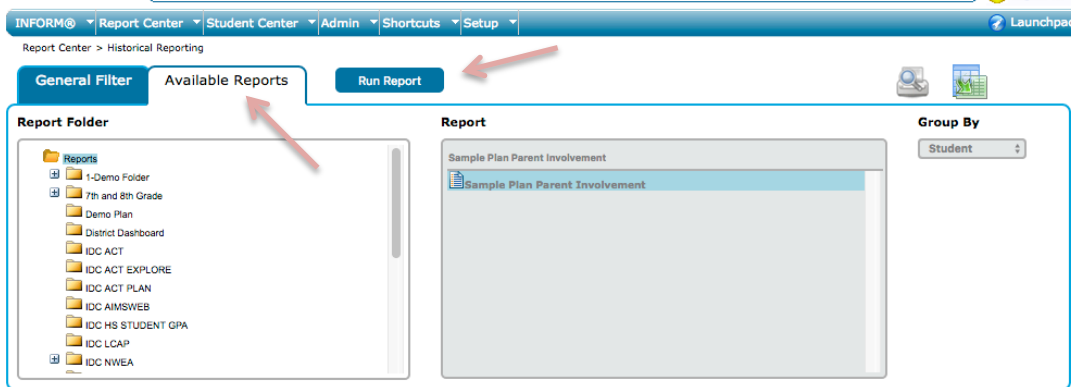 INFORM® Report Center Student Center Admin Shortcuts Setup Launchpad
Report Center > Historical Reporting
General Filter Available Reports Run Report
Report Folder Report Group By
Reports
1-Demo Folder
7th and 8th Grade
Demo Plan
District Dashboard
IDC ACT
IDC ACT EXPLORE
IDC ACT PLAN
IDC AIMSWEB
IDC HS STUDENT GPA
IDC LCAP
IDC NWEA
Sample Plan Parent Involvement
Sample Plan Parent Involvement
Student